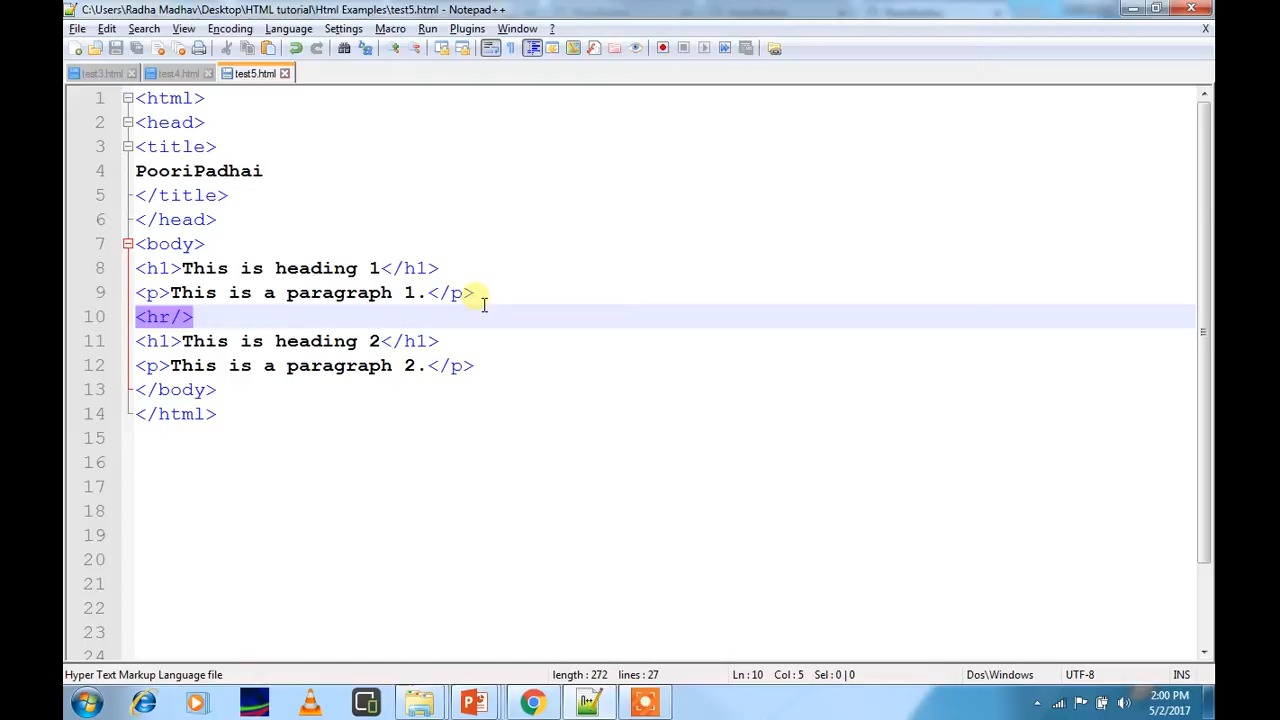 C:\Users\Radha Madhav\Desktop\HTML tutorial\Html Examples\test5.html - Notepad++
File Edit Search View Encoding Language Settings Macro Run Plugins Window ? X
test3.html test4.html test5.html
1 <html>
2 <head>
3 <title>
4 PooriPadhai
5 </title>
6 </head>
7 <body>
8 <h1>This is heading 1</h1>
9 <p>This is a paragraph 1.</p>
10 <hr/>
11 <h1>This is heading 2</h1>
12 <p>This is a paragraph 2.</p>
13 </body>
14 </html>
15
16
17
18
19
20
21
22
23
24
Hyper Text Markup Language file length : 272 lines : 27 Ln : 10 Col : 5 Sel : 0 | 0 Dos\Windows UTF-8 INS
2:00 PM
5/2/2017